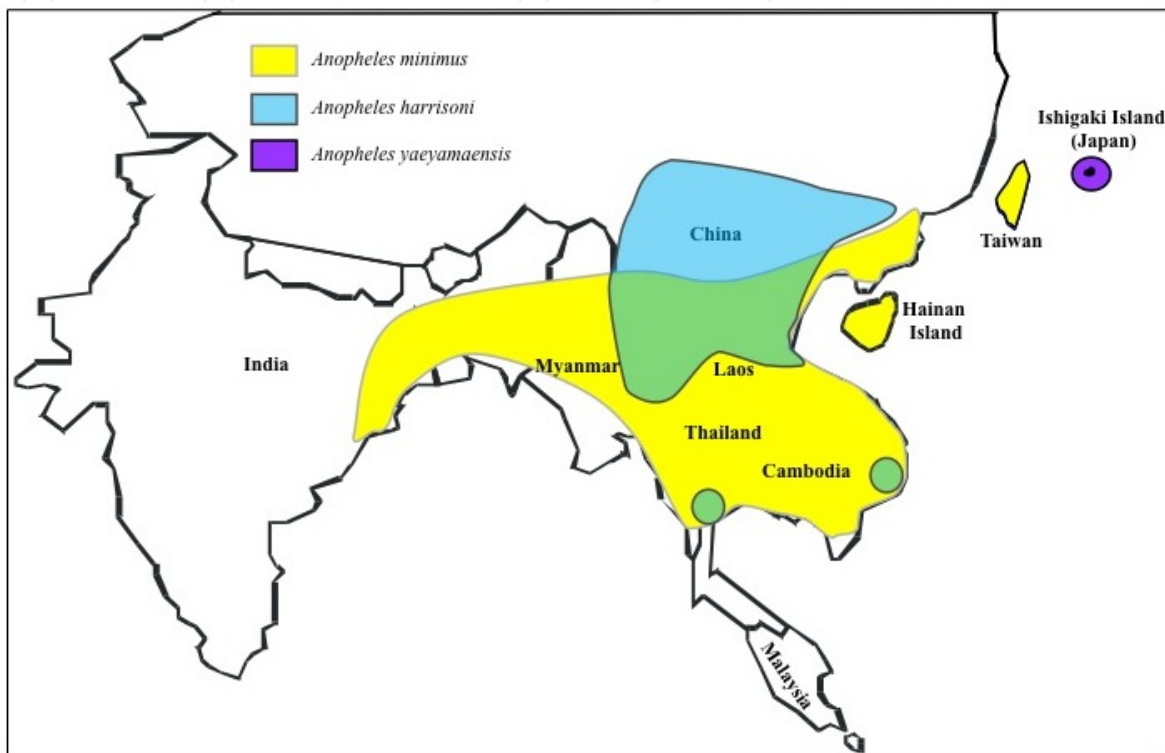 Anopheles minimus
Anopheles harrisoni
Anopheles yaeyamaensis
Ishigaki Island
(Japan)
China
Taiwan
Hainan
Island
India
Myanmar
Laos
Thailand
Cambodia
Malaysia